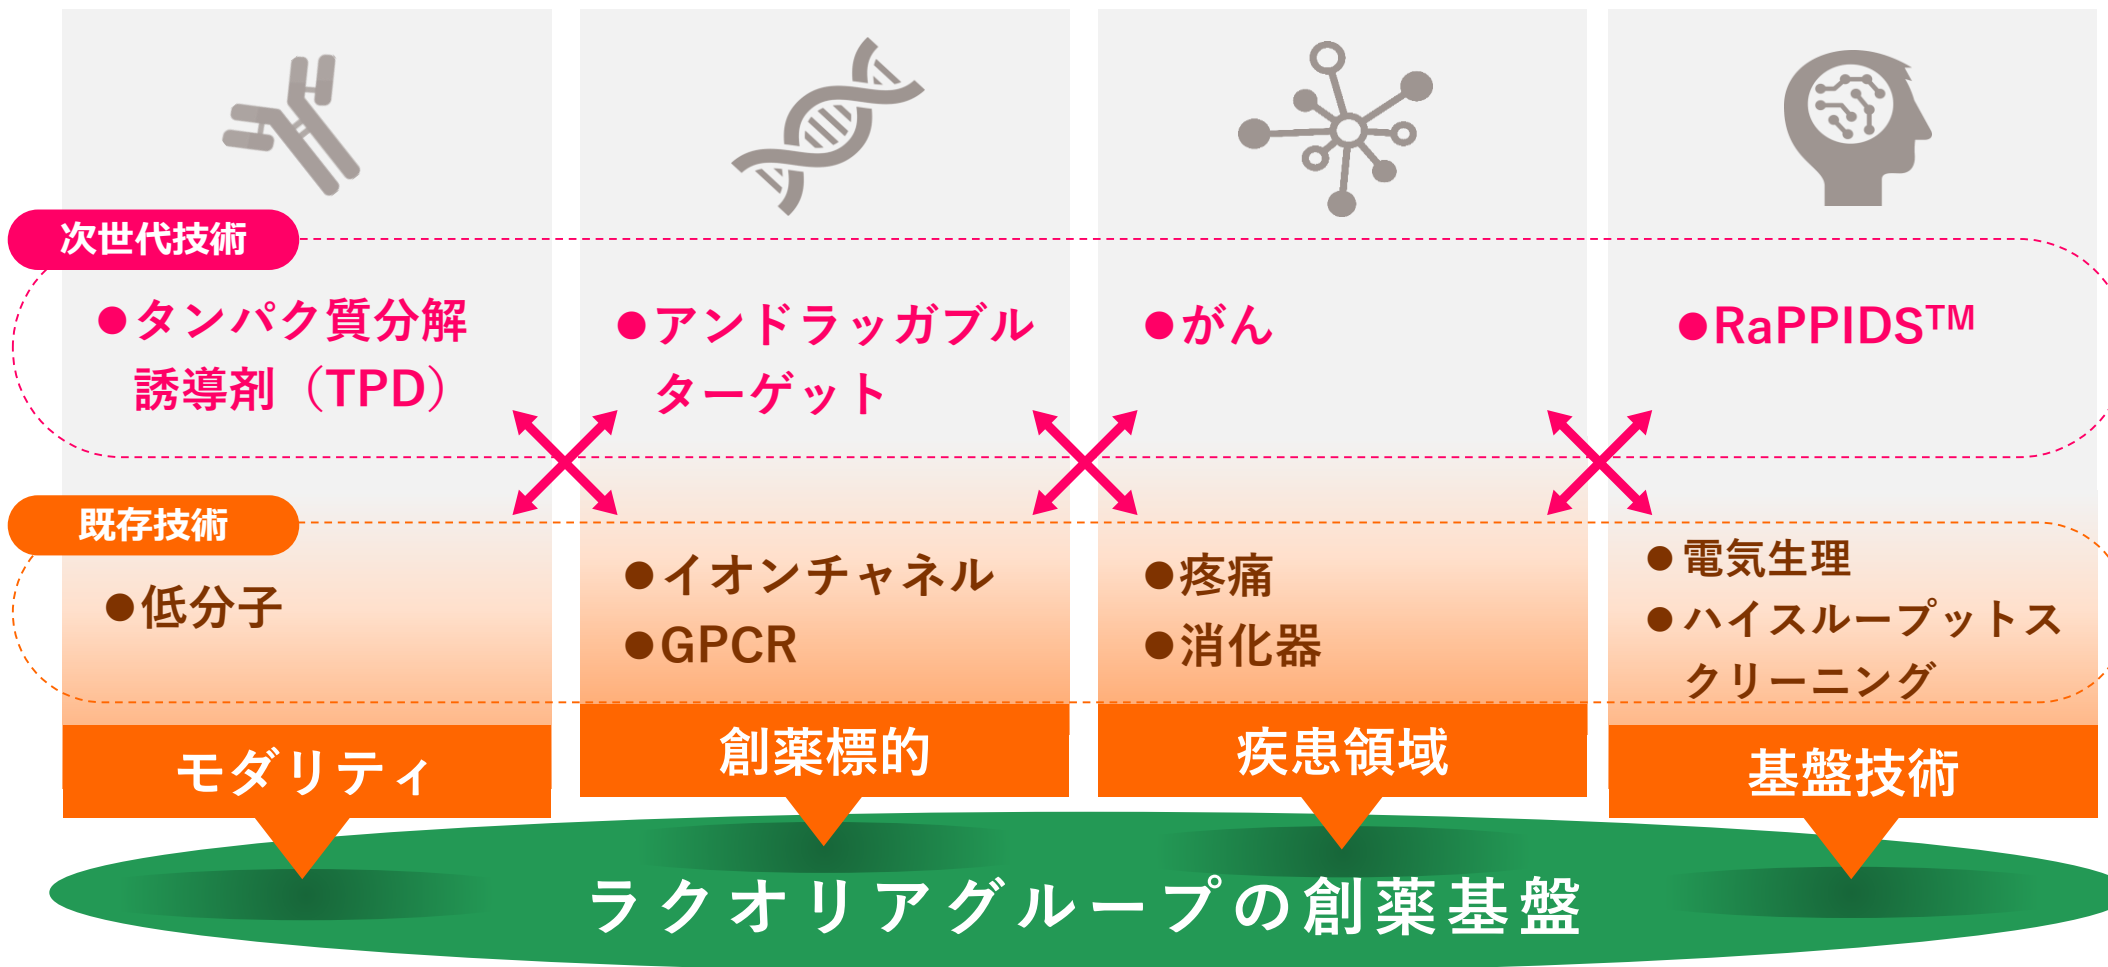 次世代技術
●タンパク質分解
誘導剤（TPD）
●アンドラッガブル
ターゲット
●がん
●RaPPIDS™
既存技術
●低分子
●イオンチャネル
●GPCR
●疼痛
●消化器
●電気生理
●ハイスループットス
クリーニング
モダリティ
創薬標的
疾患領域
基盤技術
ラクオリアグループの創薬基盤